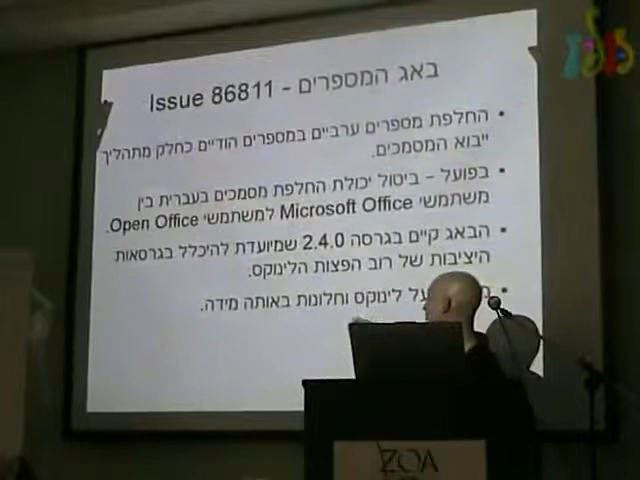 באג המספרים - Issue 86811
החלפת מספרים ערביים במספרים הודיים כחלק מתהליך
ייבוא המסמכים.
בפועל – ביטול יכולת החלפת מסמכים בעברית בין
משתמשי Microsoft Office למשתמשי Open Office.
הבאג קיים בגרסה 2.4.0 שמיועדת להיכלל בגרסאות
היציבות של רוב הפצות הלינוקס.
על לינוקס וחלונות באותה מידה.
ZOA